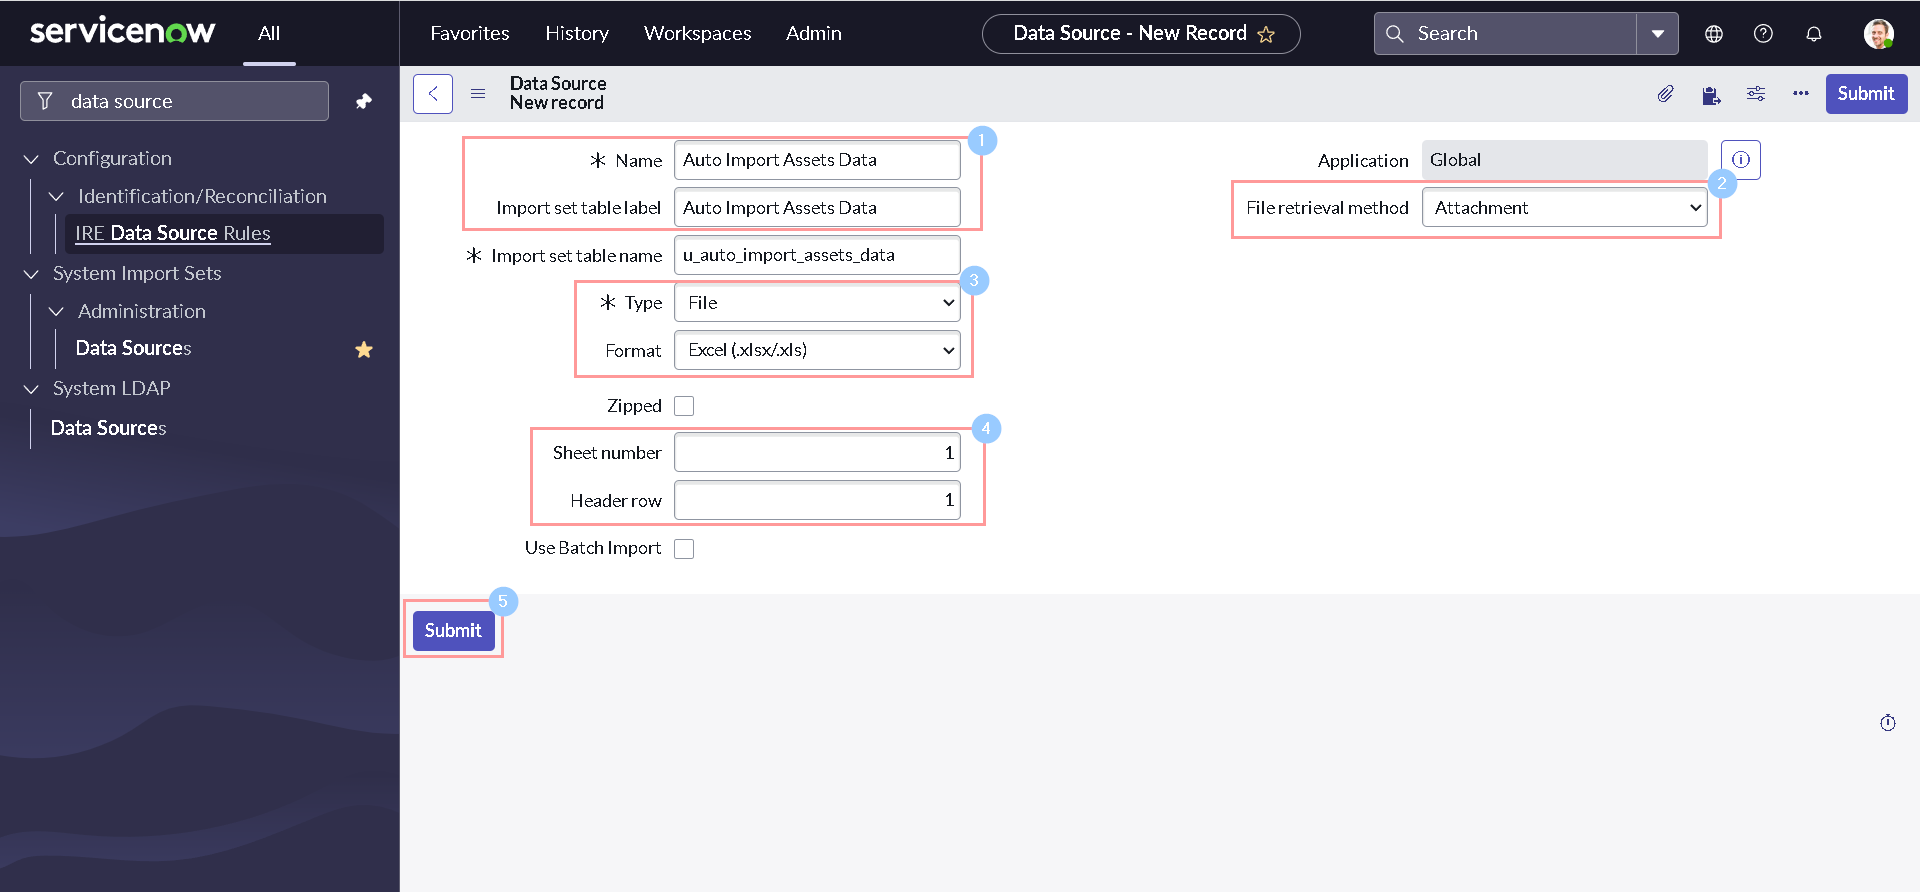 servicenow
All
Favorites
History
Workspaces
Admin
Data Source - New Record
Search
data source
Configuration
Identification/Reconciliation
IRE Data Source Rules
System Import Sets
Administration
Data Sources
System LDAP
Data Sources
Data Source
New record
Submit
1
* Name Auto Import Assets Data
Import set table label Auto Import Assets Data
* Import set table name u_auto_import_assets_data
3
* Type File
Format Excel (.xlsx/.xls)
Zipped
4
Sheet number 1
Header row 1
Use Batch Import
Application Global
2
File retrieval method Attachment
5
Submit